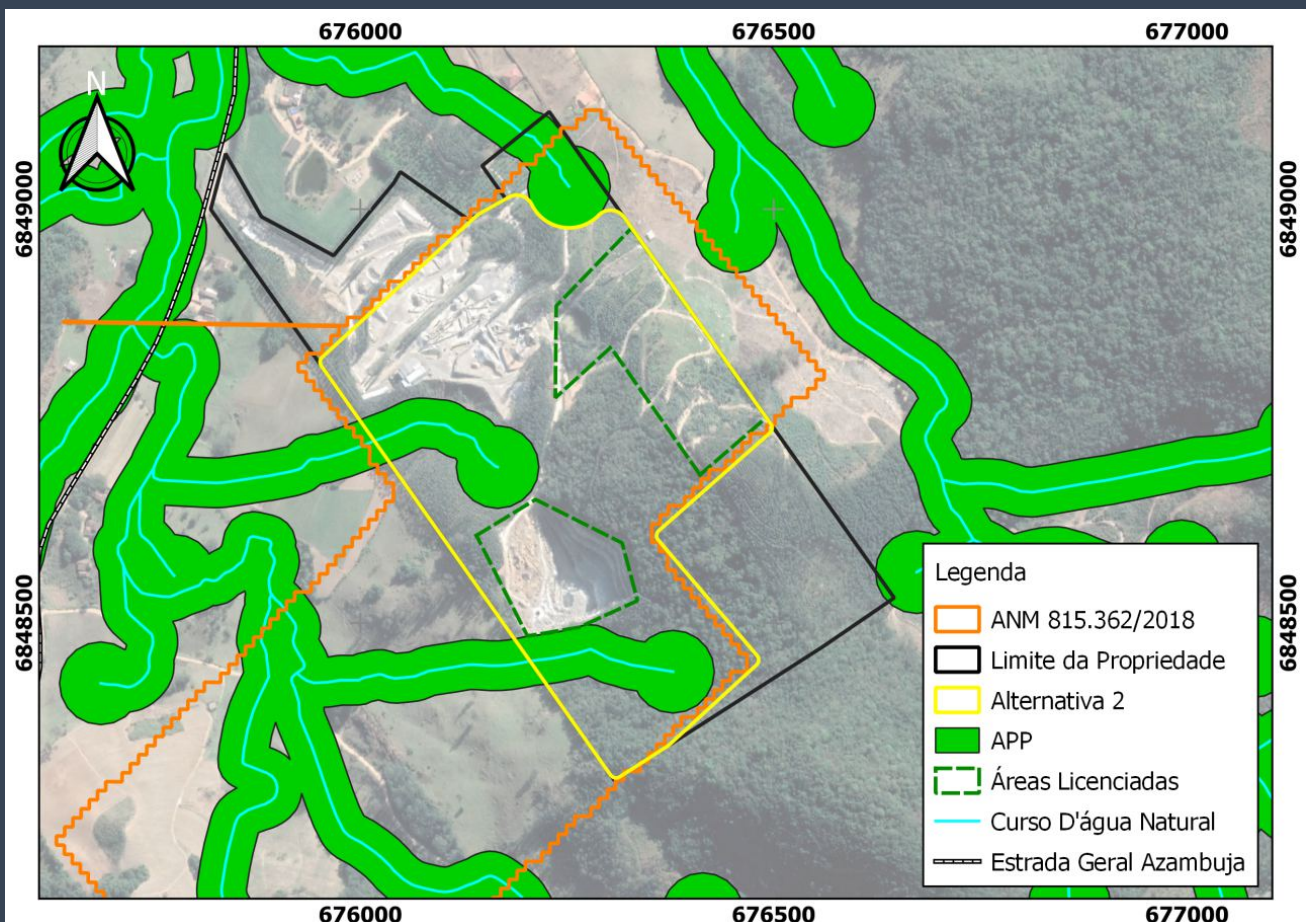 676000 676500 677000
N
6849000 6849000
6848500 6848500
Legenda
ANM 815.362/2018
Limite da Propriedade
Alternativa 2
APP
Áreas Licenciadas
Curso D'água Natural
Estrada Geral Azambuja
676000 676500 677000